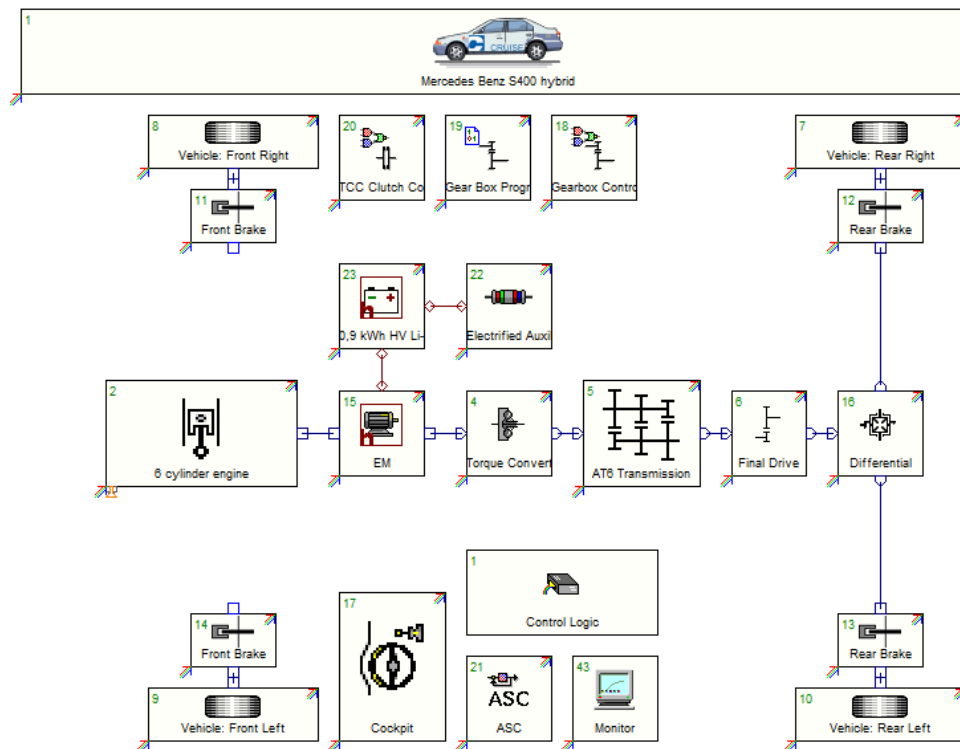 1
CRUISE
Mercedes Benz S400 hybrid
8
Vehicle: Front Right
20
TCC Clutch Co
19
Gear Box Progr
18
Gearbox Contro
7
Vehicle: Rear Right
11
Front Brake
12
Rear Brake
23
0,9 kWh HV Li-
22
Electrified Auxil
2
6 cylinder engine
15
EM
4
Torque Convert
5
AT6 Transmission
6
Final Drive
16
Differential
1
Control Logic
14
Front Brake
17
Cockpit
13
Rear Brake
9
Vehicle: Front Left
21
ASC
ASC
43
Monitor
10
Vehicle: Rear Left